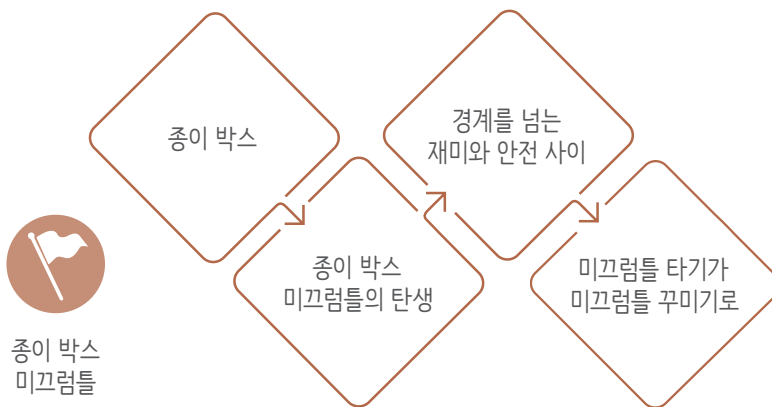 종이 박스
미끄럼틀
종이 박스
종이 박스
미끄럼틀의 탄생
경계를 넘는
재미와 안전 사이
미끄럼틀 타기가
미끄럼틀 꾸미기로